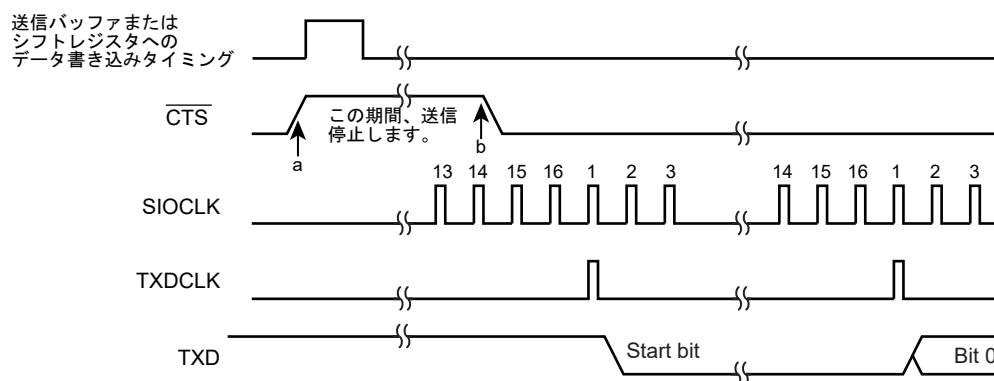 送信バッファまたは
シフトレジスタへの
データ書き込みタイミング
CTS
この期間、送信
停止します。
a
b
13 14 15 16 1 2 3 14 15 16 1 2 3
SIOCLK
TXDCLK
TXD
Start bit
Bit 0